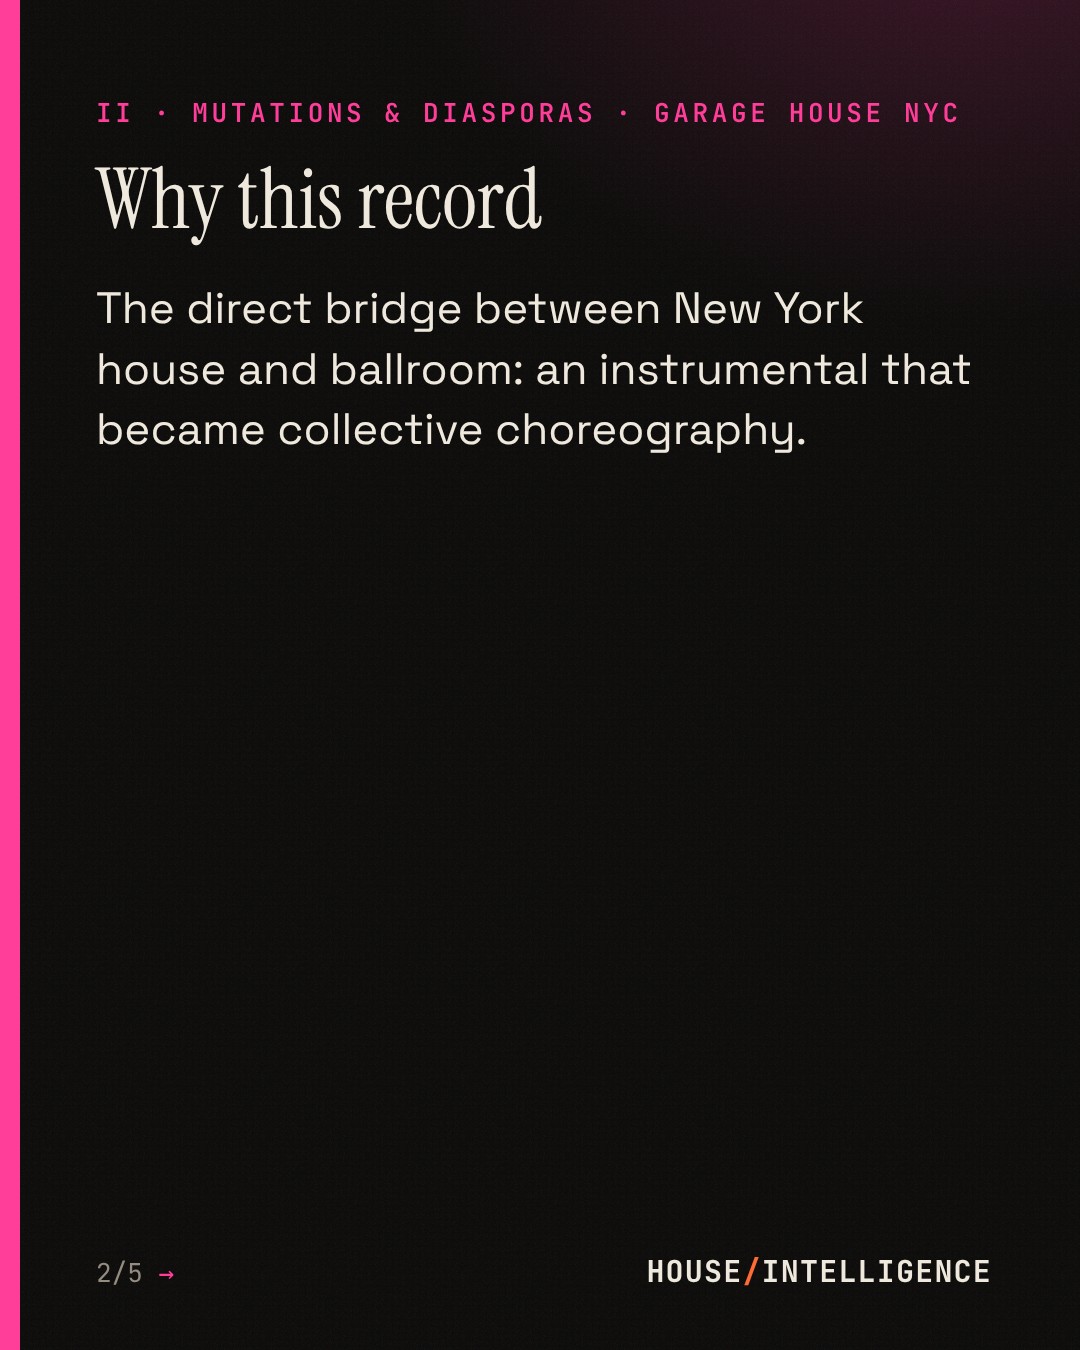 II · MUTATIONS & DIASPORAS · GARAGE HOUSE NYC
Why this record
The direct bridge between New York
house and ballroom: an instrumental that
became collective choreography.
2/5 →
HOUSE/INTELLIGENCE